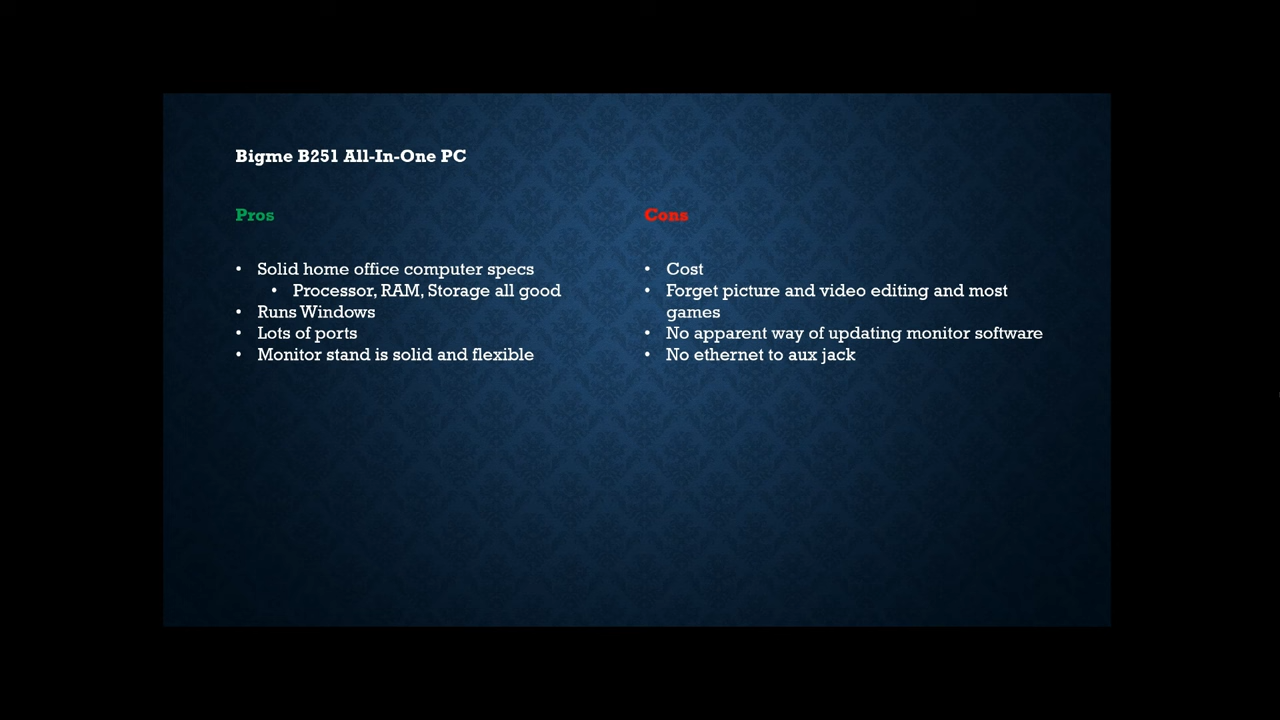 Bigme B251 All-In-One PC
Pros
• Solid home office computer specs
• Processor, RAM, Storage all good
• Runs Windows
• Lots of ports
• Monitor stand is solid and flexible
Cons
• Cost
• Forget picture and video editing and most
games
• No apparent way of updating monitor software
• No ethernet to aux jack